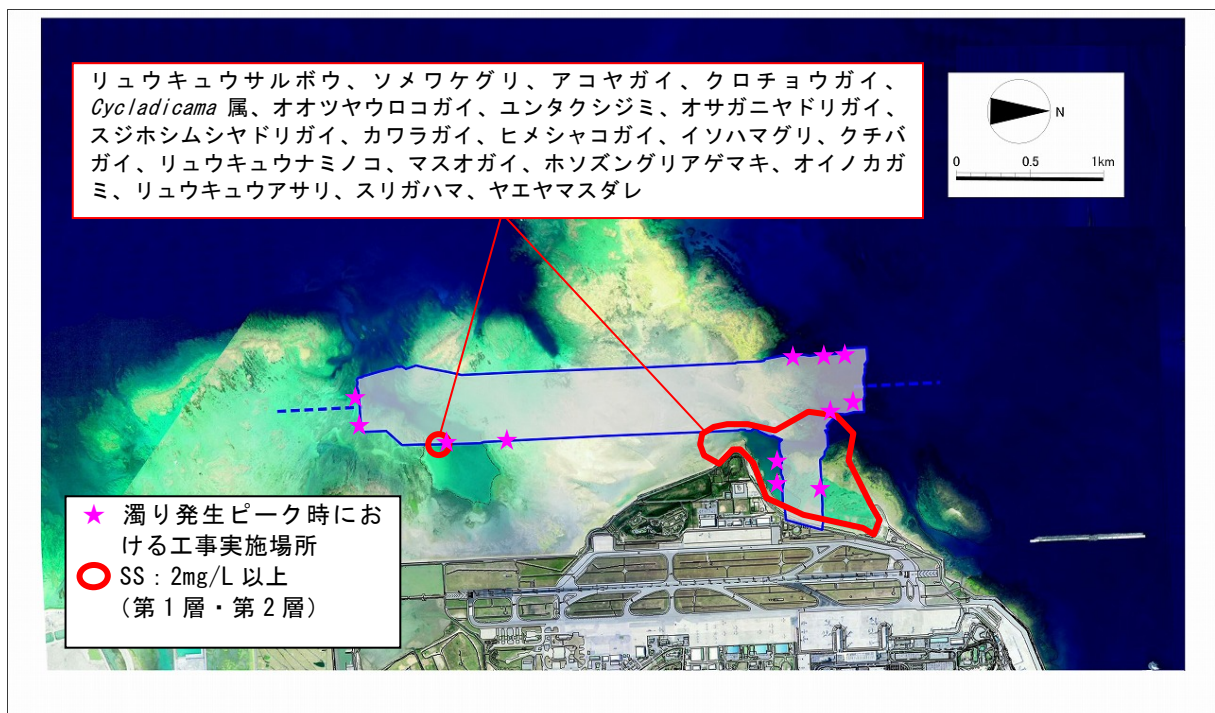 リュウキュウサルボウ、ソメワケグリ、アコヤガイ、クロチョウガイ、
Cycladicama 属、オオツヤウロコガイ、ユンタクシジミ、オサガニヤドリガイ、
スジホシムシヤドリガイ、カワラガイ、ヒメシャコガイ、イソハマグリ、クチバ
ガイ、リュウキュウナミノコ、マスオガイ、ホソズングリアゲマキ、オイノカガ
ミ、リュウキュウアサリ、スリガハマ、ヤエヤマスダレ
N
0 0.5 1km
★ 濁り発生ピーク時にお
ける工事実施場所
SS：2mg/L 以上
（第１層・第２層）